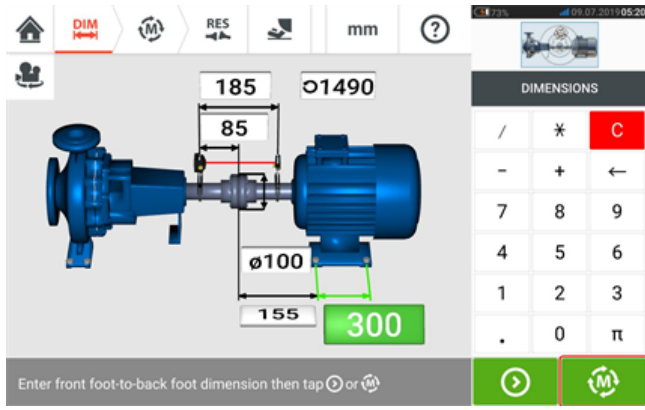 DIM
M
RES
mm
?
73%
09.07.2019 05:20
185
1490
85
ø100
155
300
DIMENSIONS
/ * C
- + ←
7 8 9
4 5 6
1 2 3
. 0 π
M
Enter front foot-to-back foot dimension then tap or M